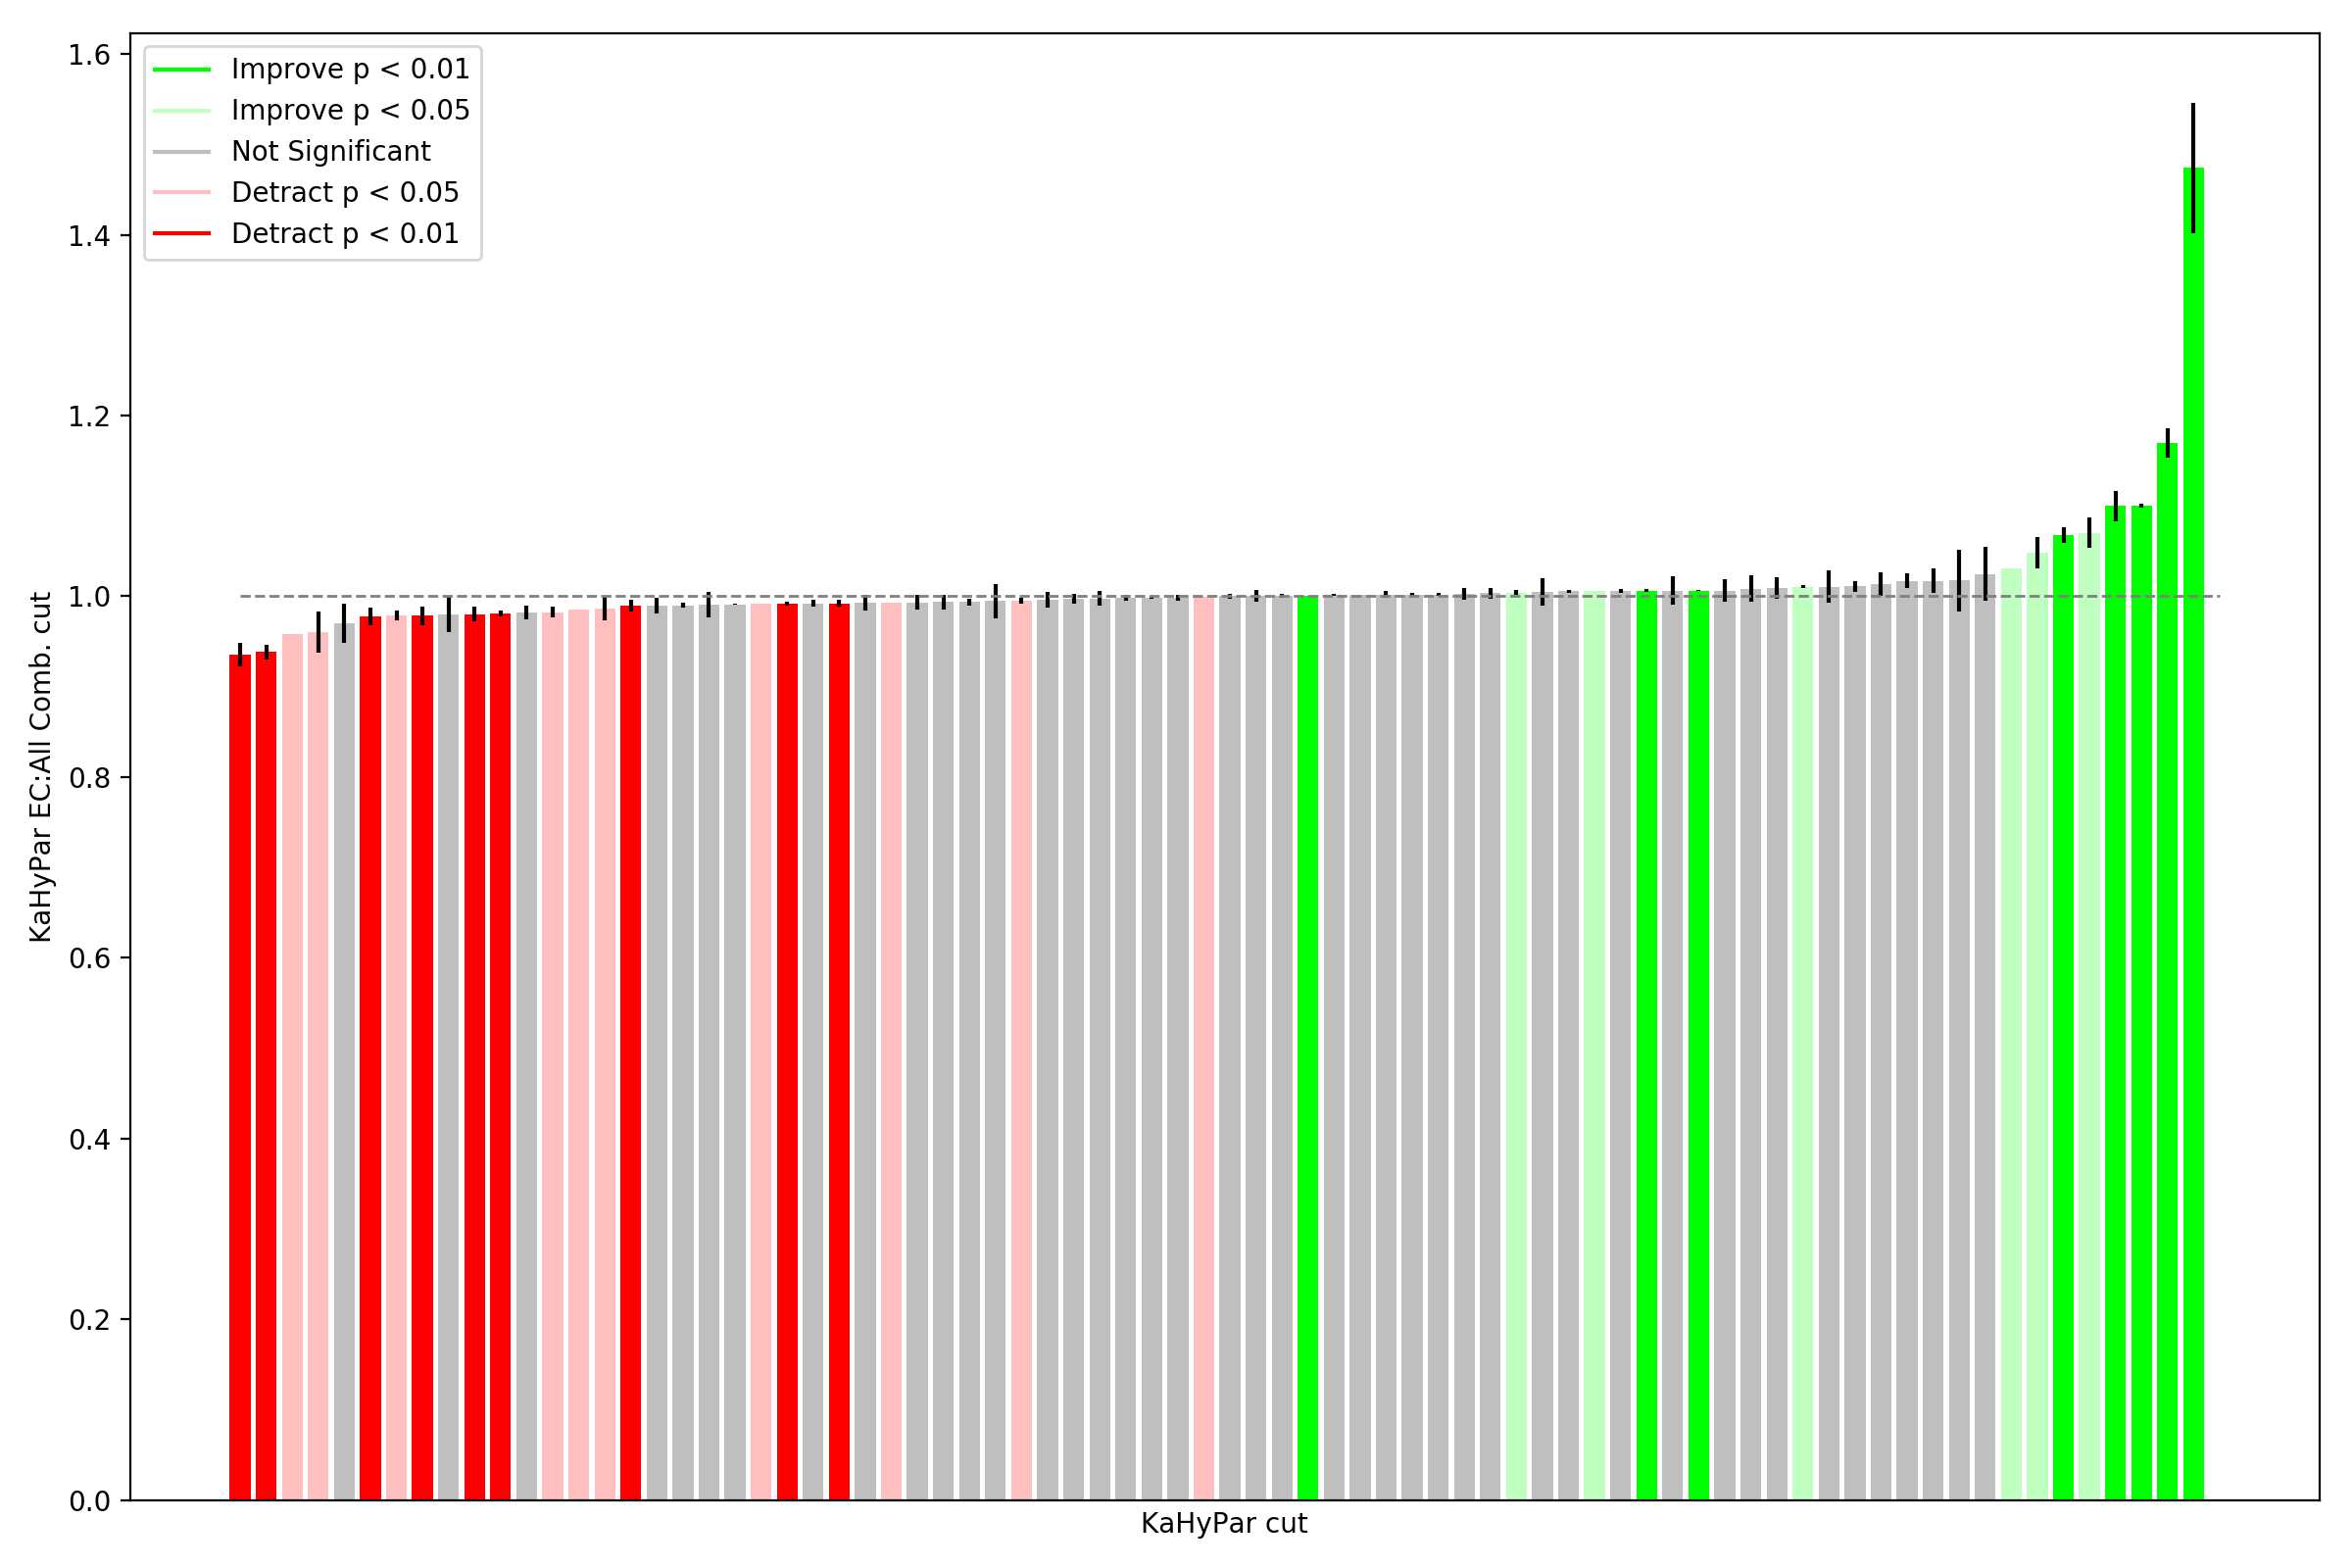 Improve p < 0.01
Improve p < 0.05
Not Significant
Detract p < 0.05
Detract p < 0.01
1.6
1.4
1.2
1.0
0.8
0.6
0.4
0.2
0.0
KaHyPar EC:All Comb. cut
KaHyPar cut